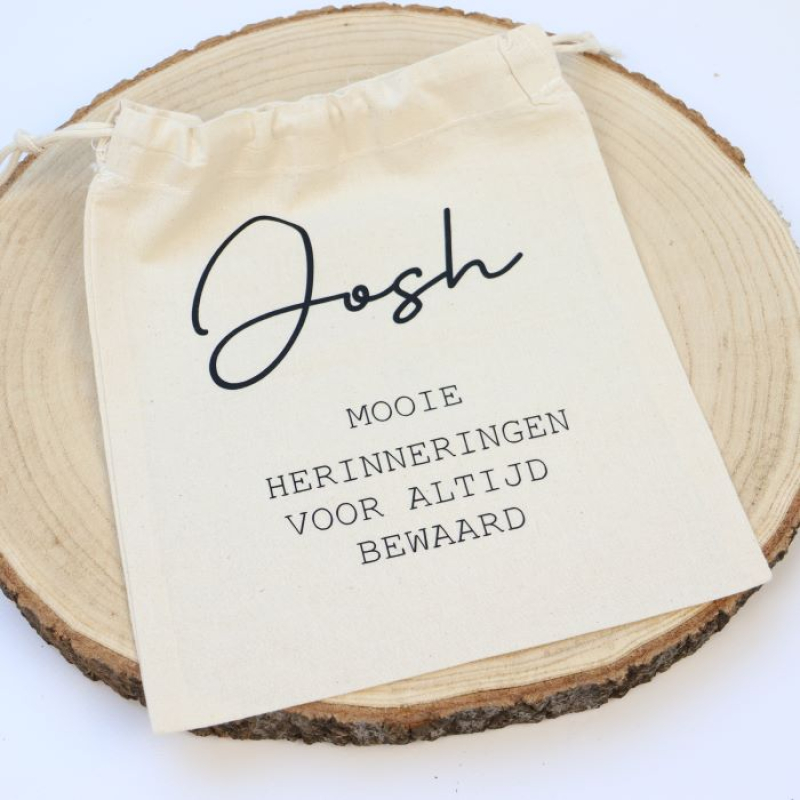 Josh
MOOIE
HERINNERINGEN
VOOR ALTIJD
BEWAARD